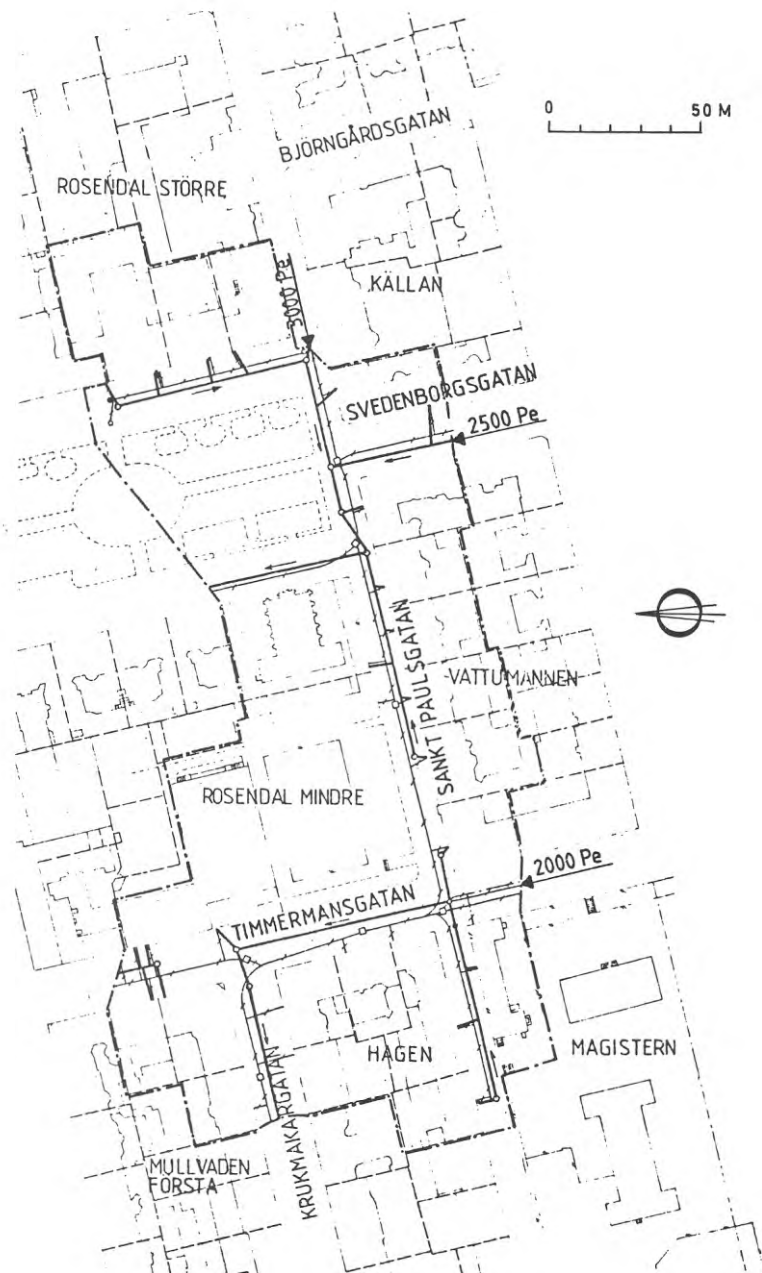 0 50 M
BJÖRNGÅRDSGATAN
ROSENDAL STÖRRE
KÄLLAN
3000 Pe
SVEDENBORGSGATAN
2500 Pe
SANKT PAULSGATAN
VATTUMANNEN
ROSENDAL MINDRE
2000 Pe
TIMMERMANSGATAN
HAGEN
MAGISTERN
KRUKMAKARGATAN
MULLVADEN
FÖRSTA